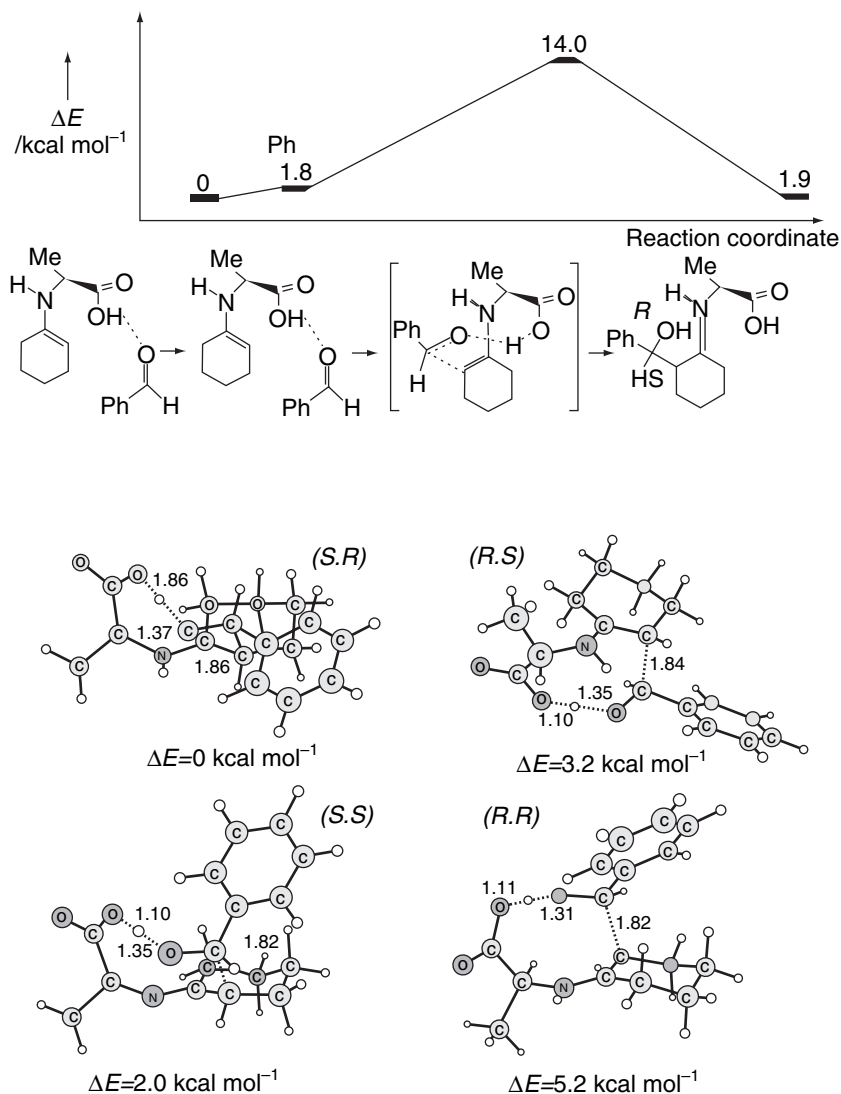 14.0
ΔE
/kcal mol⁻¹
Ph
0
1.8
1.9
Reaction coordinate
Me
H
N
O
OH
O
Ph
H
Me
H
N
O
OH
O
Ph
H
Me
H
N
O
O
H
Ph
O
H
Me
H
N
O
OH
R
OH
Ph
HS
(S.R)
O
O
1.86
C
O
O
C
C
1.37
C
C
C
N
C
1.86
C
C
C
C
C
C
C
C
ΔE=0 kcal mol⁻¹
(R.S)
C
C
C
C
C
C
N
C
C
C
O
C
1.84
O
1.10
1.35
O
C
C
C
C
C
C
C
ΔE=3.2 kcal mol⁻¹
(S.S)
C
C
C
C
C
C
O
O
1.10
C
1.35
O
C
1.82
C
C
C
C
N
C
C
C
C
ΔE=2.0 kcal mol⁻¹
(R.R)
C
C
C
C
C
C
1.11
O
1.31
C
1.82
C
O
C
C
N
C
C
C
C
C
ΔE=5.2 kcal mol⁻¹